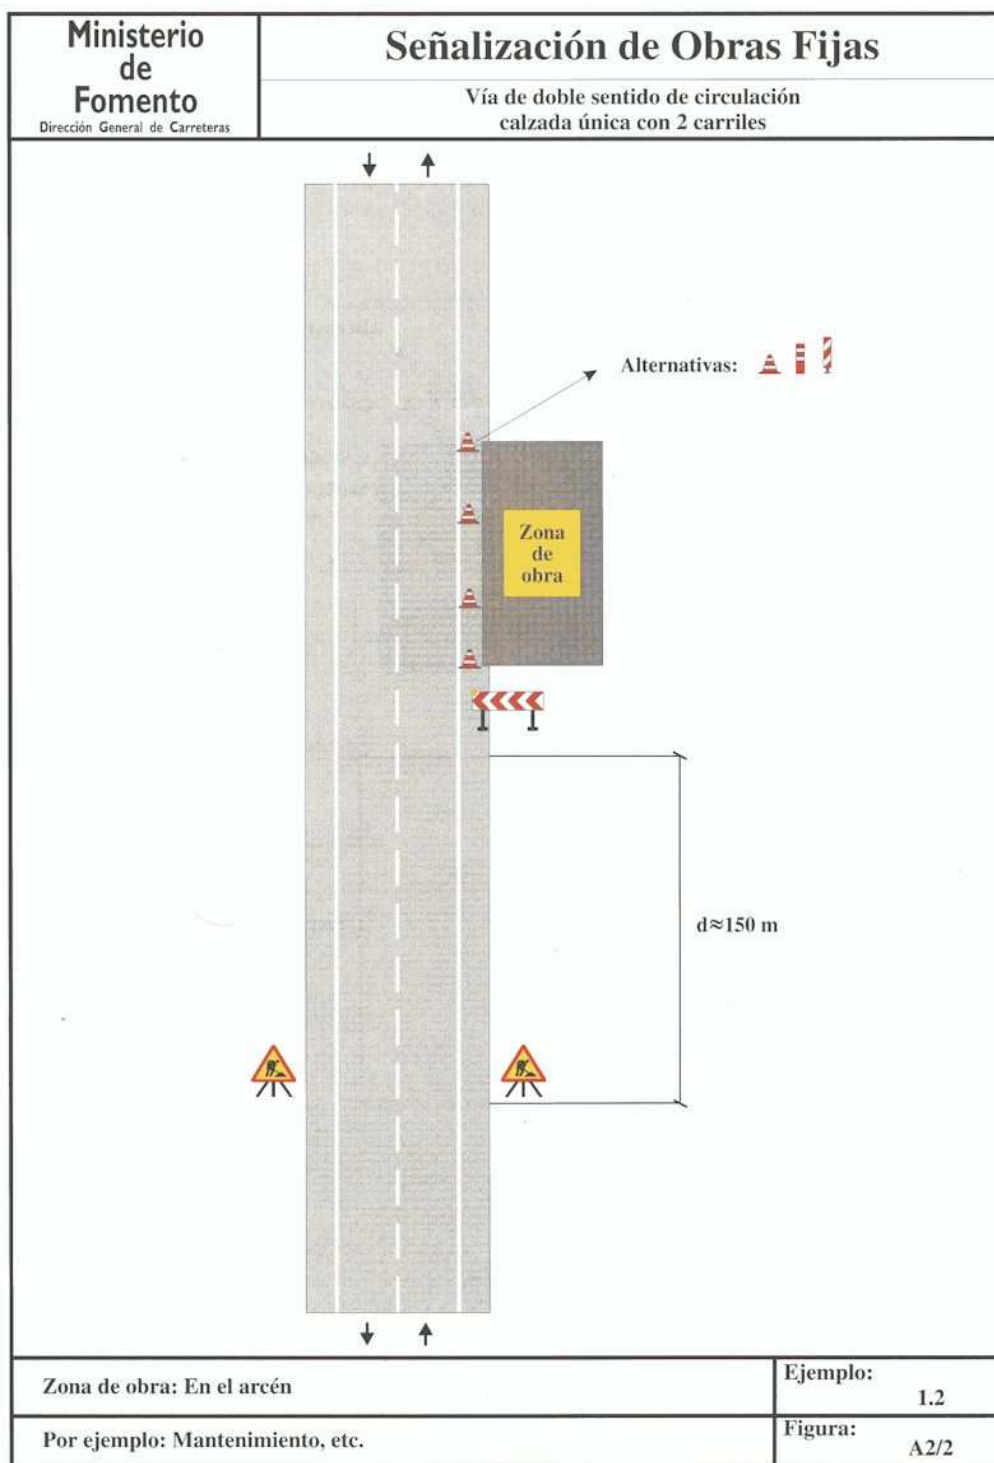 Ministerio
de
Fomento
Dirección General de Carreteras
Señalización de Obras Fijas
Vía de doble sentido de circulación
calzada única con 2 carriles
Alternativas:
Zona
de
obra
d≈150 m
Zona de obra: En el arcén
Ejemplo:
1.2
Por ejemplo: Mantenimiento, etc.
Figura:
A2/2